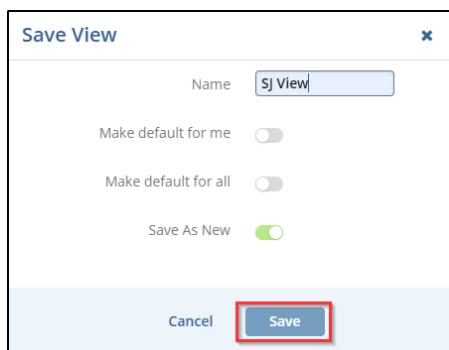 Save View
Name SJ View
Make default for me
Make default for all
Save As New
Cancel Save